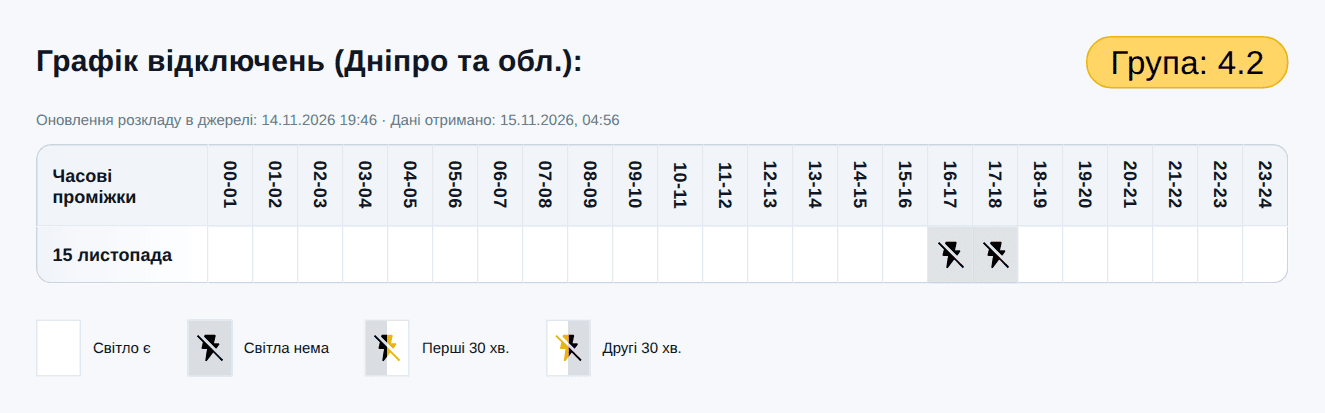 Графік відключень (Дніпро та обл.):
Група: 4.2
Оновлення розкладу в джерелі: 14.11.2026 19:46 · Дані отримано: 15.11.2026, 04:56
Часові
проміжки
00-01
01-02
02-03
03-04
04-05
05-06
06-07
07-08
08-09
09-10
10-11
11-12
12-13
13-14
14-15
15-16
16-17
17-18
18-19
19-20
20-21
21-22
22-23
23-24
15 листопада
Світло є
Світла нема
Перші 30 хв.
Другі 30 хв.